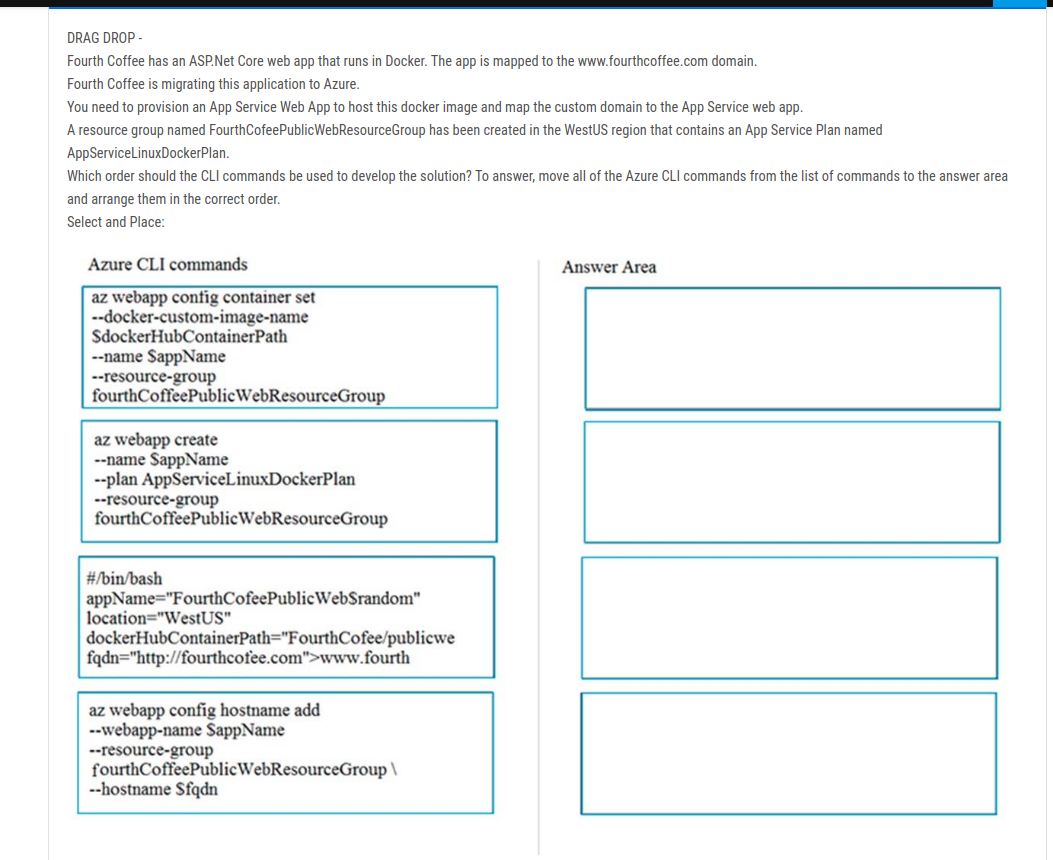 DRAG DROP -
Fourth Coffee has an ASP.Net Core web app that runs in Docker. The app is mapped to the www.fourthcoffee.com domain.
Fourth Coffee is migrating this application to Azure.
You need to provision an App Service Web App to host this docker image and map the custom domain to the App Service web app.
A resource group named FourthCofeePublicWebResourceGroup has been created in the WestUS region that contains an App Service Plan named
AppServiceLinuxDockerPlan.
Which order should the CLI commands be used to develop the solution? To answer, move all of the Azure CLI commands from the list of commands to the answer area
and arrange them in the correct order.
Select and Place:
Azure CLI commands
az webapp config container set
--docker-custom-image-name
$dockerHubContainerPath
--name $appName
--resource-group
fourthCoffeePublicWebResourceGroup
az webapp create
--name $appName
--plan AppServiceLinuxDockerPlan
--resource-group
fourthCoffeePublicWebResourceGroup
#/bin/bash
appName="FourthCofeePublicWeb$random"
location="WestUS"
dockerHubContainerPath="FourthCofee/publicwe
fqdn="http://fourthcofee.com">www.fourth
az webapp config hostname add
--webapp-name $appName
--resource-group
fourthCoffeePublicWebResourceGroup \
--hostname $fqdn
Answer Area